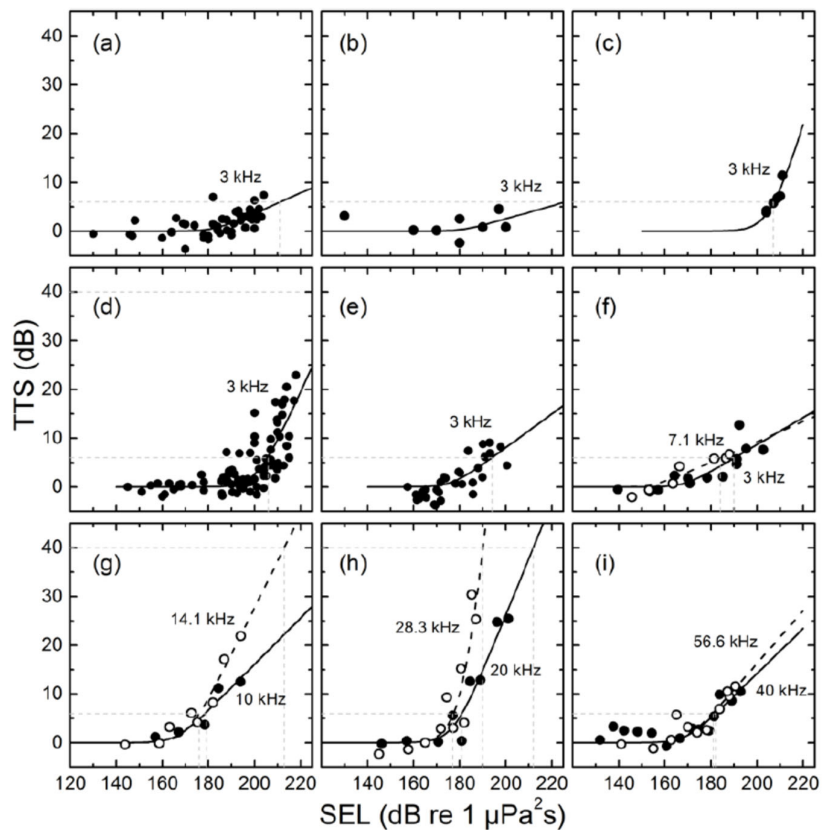 40
30
20
10
0
(a)
3 kHz
(b)
3 kHz
(c)
3 kHz
TTS (dB)
40
30
20
10
0
(d)
3 kHz
(e)
3 kHz
(f)
7.1 kHz
3 kHz
40
30
20
10
0
(g)
14.1 kHz
10 kHz
(h)
28.3 kHz
20 kHz
(i)
56.6 kHz
40 kHz
120 140 160 180 200 220 140 160 180 200 220 140 160 180 200 220
SEL (dB re 1 μPa²s)